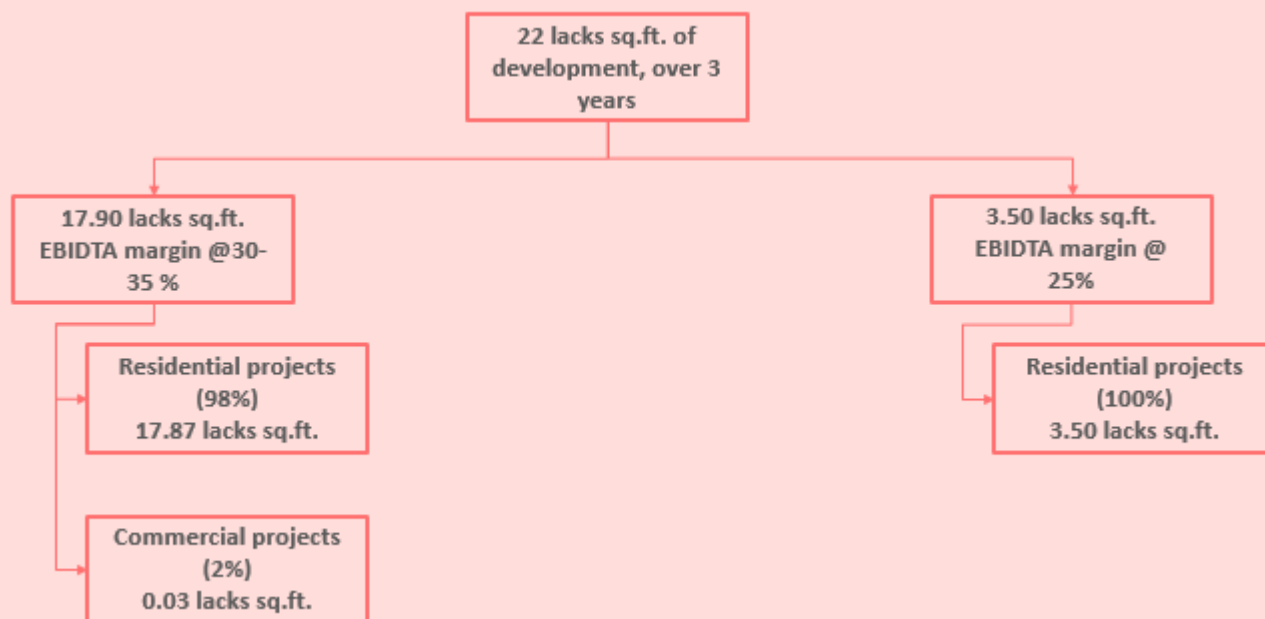 22 lacks sq.ft. of
development, over 3
years
17.90 lacks sq.ft.
EBIDTA margin @30-
35 %
3.50 lacks sq.ft.
EBIDTA margin @
25%
Residential projects
(98%)
17.87 lacks sq.ft.
Residential projects
(100%)
3.50 lacks sq.ft.
Commercial projects
(2%)
0.03 lacks sq.ft.